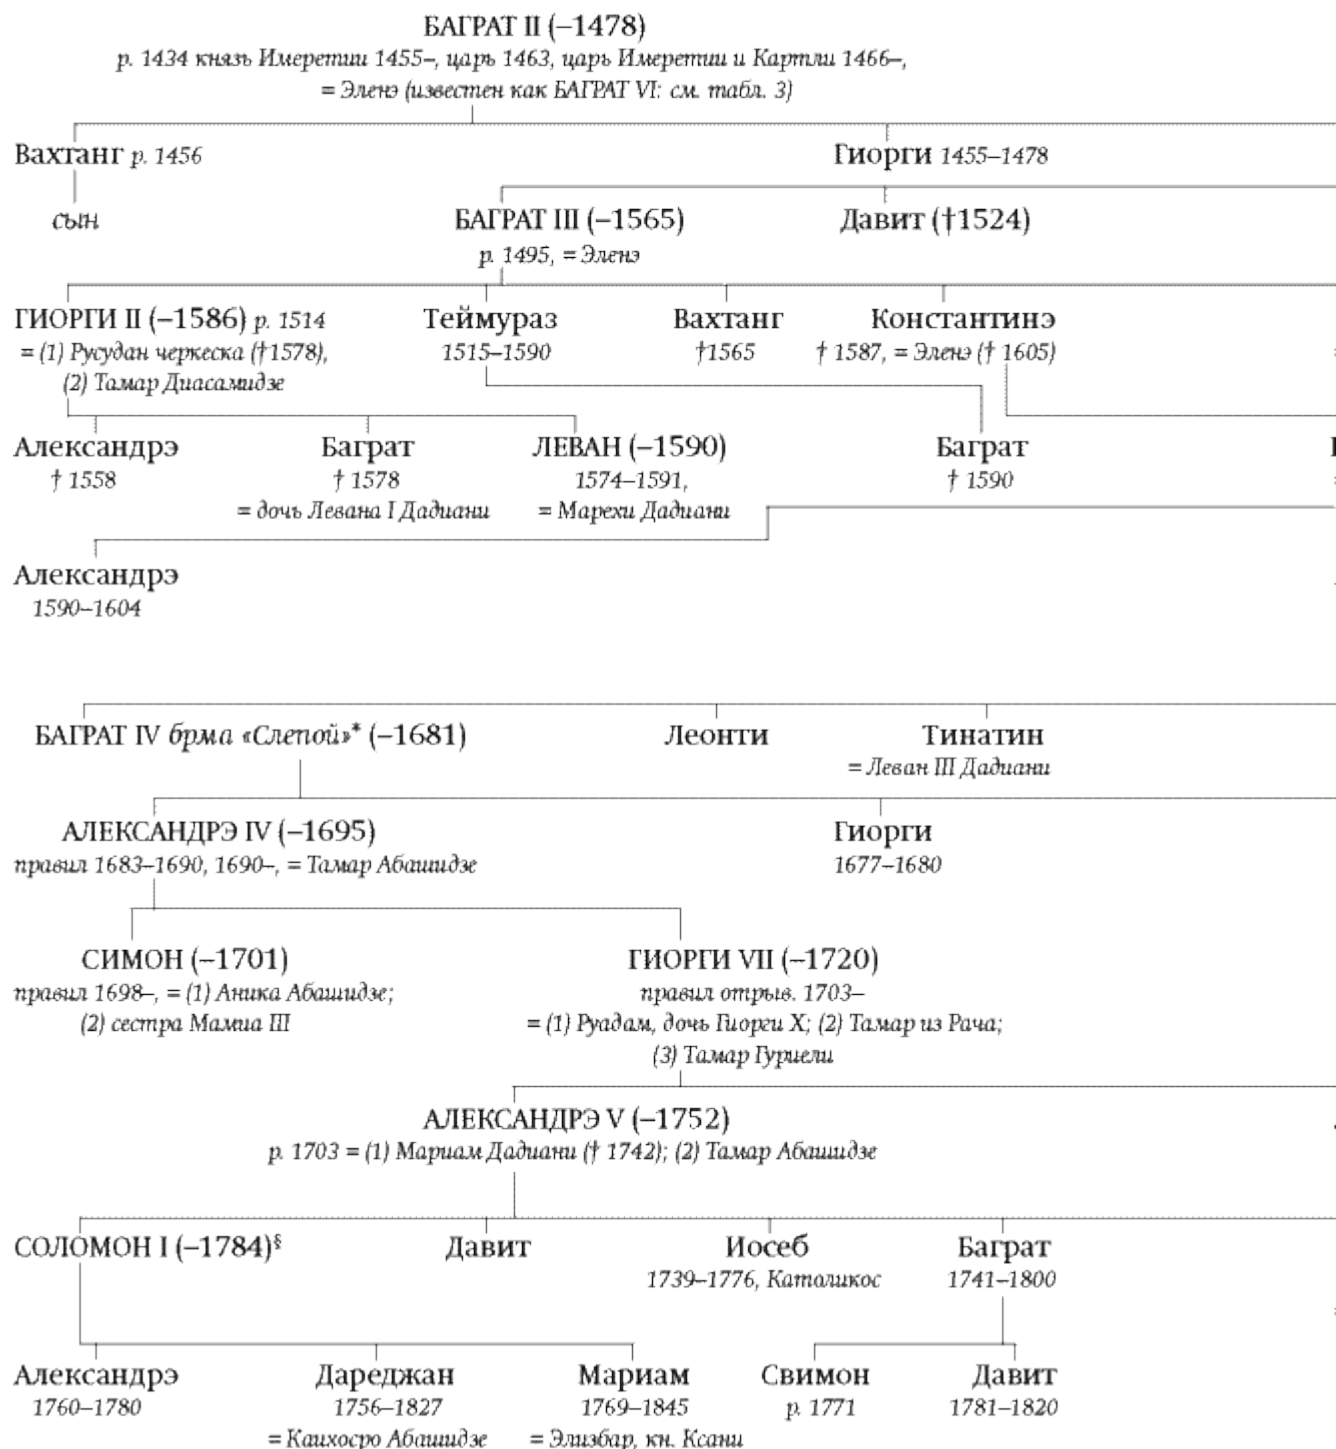 БАГРАТ II (–1478)
р. 1434 князь Имеретии 1455–, царь 1463, царь Имеретии и Картли 1466–,
= Эленэ (известен как БАГРАТ VI: см. табл. 3)
Вахтанг р. 1456
Гиорги 1455–1478
сын
БАГРАТ III (–1565)
Давит (†1524)
р. 1495, = Эленэ
ГИОРГИ II (–1586) р. 1514
Теймураз
Вахтанг
Константинэ
= (1) Русудан черкеска (†1578),
1515–1590
†1565
† 1587, = Эленэ († 1605)
(2) Тамар Диасамидзе
Александрэ
Баграт
ЛЕВАН (–1590)
Баграт
† 1558
† 1578
1574–1591,
† 1590
= дочь Левана I Дадиани
= Марехи Дадиани
Александрэ
1590–1604
БАГРАТ IV брма «Слепой»* (–1681)
Леонти
Тинатин
= Леван III Дадиани
АЛЕКСАНДРЭ IV (–1695)
Гиорги
правил 1683–1690, 1690–, = Тамар Абашидзе
1677–1680
СИМОН (–1701)
ГИОРГИ VII (–1720)
правил 1698–, = (1) Аника Абашидзе;
правил отрыв. 1703–
(2) сестра Мамиа III
= (1) Руадам, дочь Гиорги X; (2) Тамар из Рача;
(3) Тамар Гуриели
АЛЕКСАНДРЭ V (–1752)
р. 1703 = (1) Мариам Дадиани († 1742); (2) Тамар Абашидзе
СОЛОМОН I (–1784)§
Давит
Иосеб
Баграт
1739–1776, Католикос
1741–1800
Александрэ
Дареджан
Мариам
Свимон
Давит
1760–1780
1756–1827
1769–1845
р. 1771
1781–1820
= Каихосро Абашидзе
= Элизбар, кн. Ксани